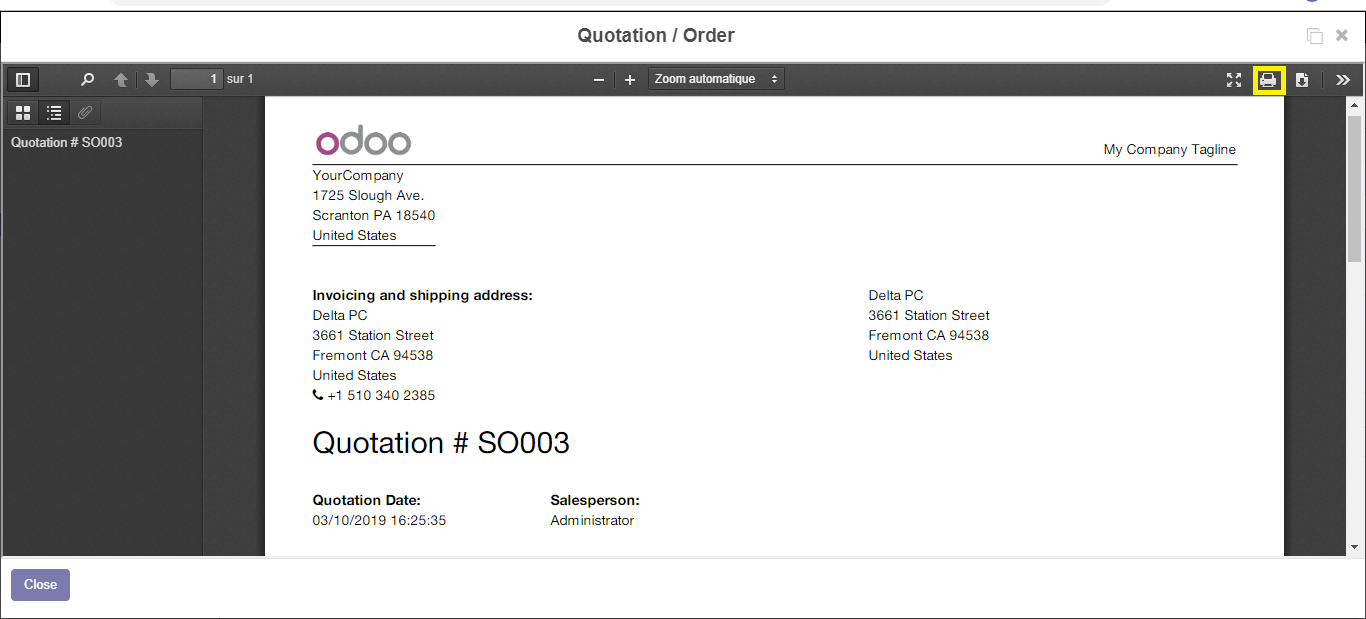 Quotation / Order
1 sur 1
Zoom automatique
Quotation # SO003
odoo
My Company Tagline
YourCompany
1725 Slough Ave.
Scranton PA 18540
United States
Invoicing and shipping address:
Delta PC
3661 Station Street
Fremont CA 94538
United States
+1 510 340 2385
Delta PC
3661 Station Street
Fremont CA 94538
United States
Quotation # SO003
Quotation Date:
03/10/2019 16:25:35
Salesperson:
Administrator
Close